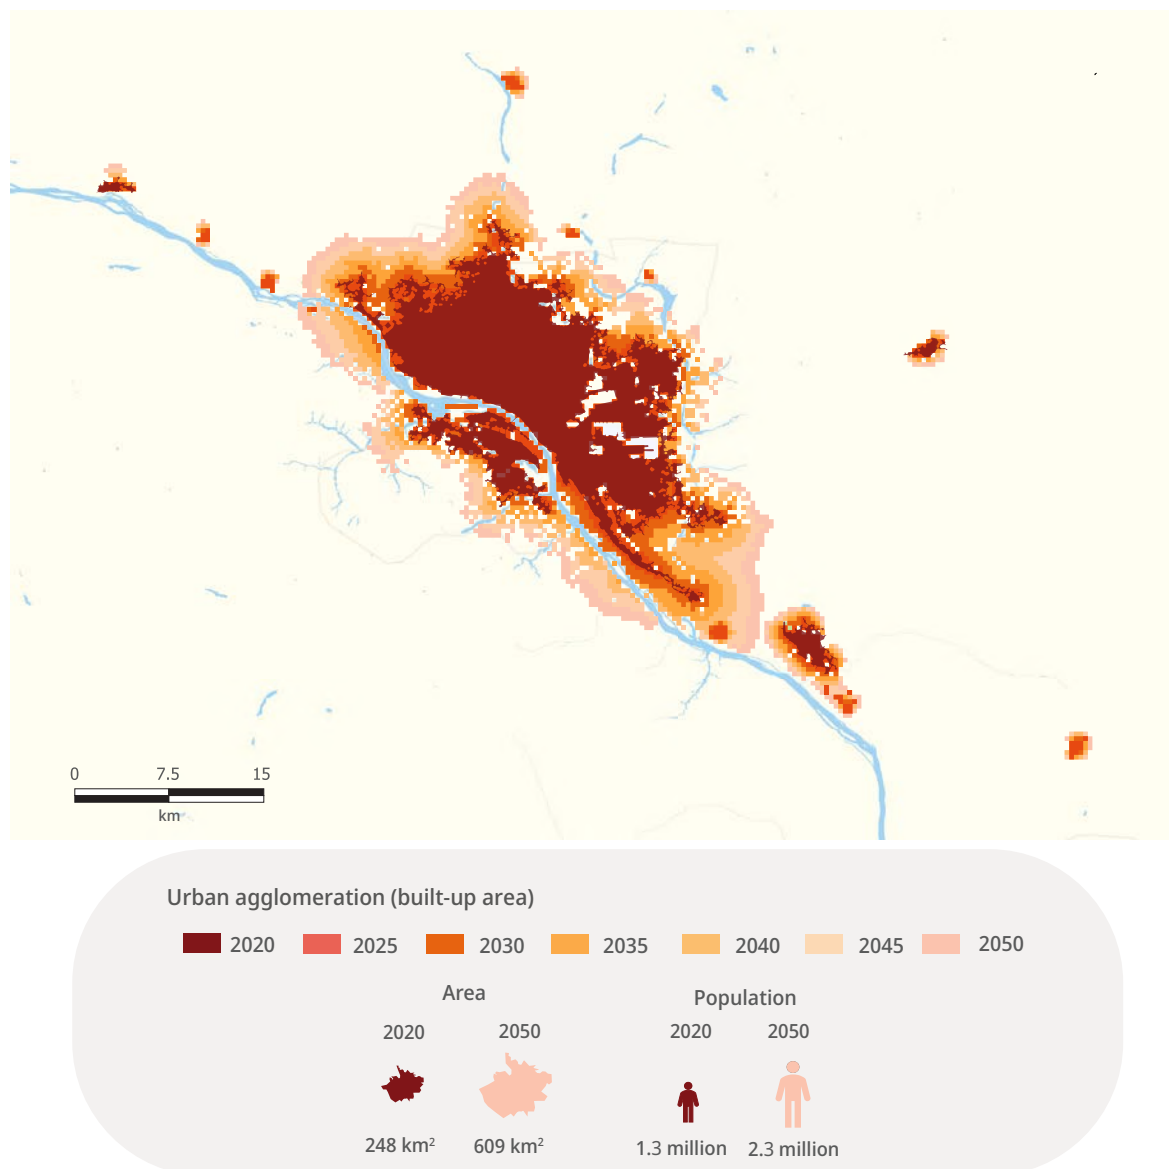 0 7.5 15
km
Urban agglomeration (built-up area)
2020 2025 2030 2035 2040 2045 2050
Area Population
2020 2050 2020 2050
248 km² 609 km² 1.3 million 2.3 million